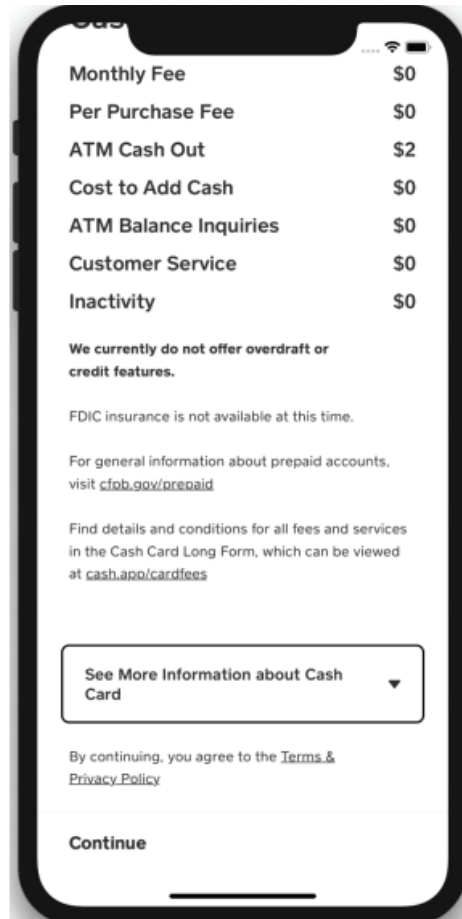 Monthly Fee $0
Per Purchase Fee $0
ATM Cash Out $2
Cost to Add Cash $0
ATM Balance Inquiries $0
Customer Service $0
Inactivity $0
We currently do not offer overdraft or
credit features.
FDIC insurance is not available at this time.
For general information about prepaid accounts,
visit cfpb.gov/prepaid
Find details and conditions for all fees and services
in the Cash Card Long Form, which can be viewed
at cash.app/cardfees
See More Information about Cash
Card
By continuing, you agree to the Terms &
Privacy Policy
Continue